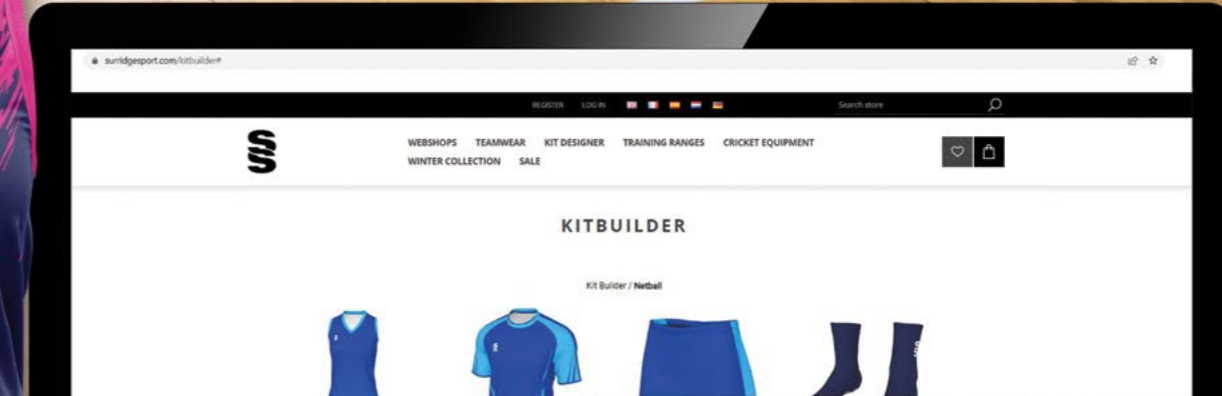 surridgesport.com/kitbuilder#
REGISTER LOG IN Search store
WEBSHOPS TEAMWEAR KIT DESIGNER TRAINING RANGES CRICKET EQUIPMENT
WINTER COLLECTION SALE
KITBUILDER
Kit Builder / Netball